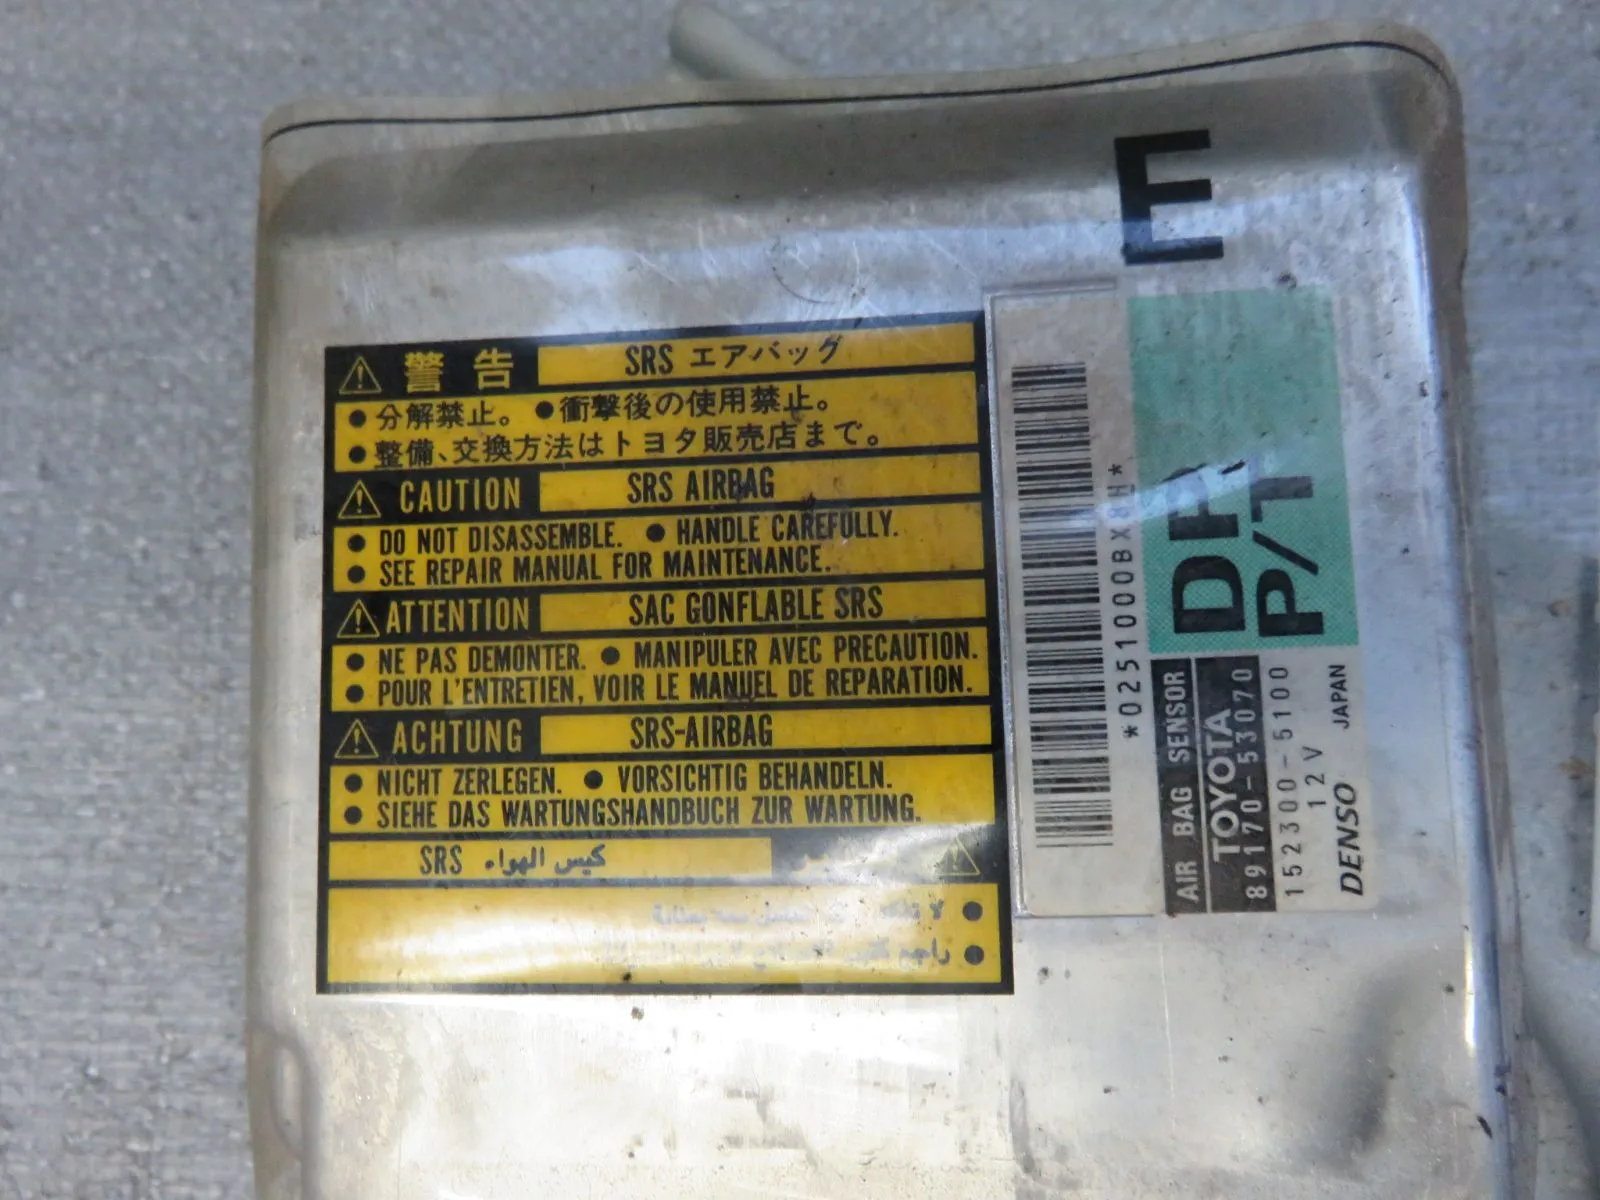 E
警告 SRS エアバッグ
● 分解禁止。 ● 衝撃後の使用禁止。
● 整備、交換方法はトヨタ販売店まで。
CAUTION SRS AIRBAG
● DO NOT DISASSEMBLE. ● HANDLE CAREFULLY.
● SEE REPAIR MANUAL FOR MAINTENANCE.
ATTENTION SAC GONFLABLE SRS
● NE PAS DEMONTER. ● MANIPULER AVEC PRECAUTION.
● POUR L'ENTRETIEN, VOIR LE MANUEL DE REPARATION.
ACHTUNG SRS-AIRBAG
● NICHT ZERLEGEN. ● VORSICHTIG BEHANDELN.
● SIEHE DAS WARTUNGSHANDBUCH ZUR WARTUNG.
كيس الهواء SRS
● لا
● راجع
*0251000BX8H*
P/T
AIR BAG SENSOR
TOYOTA
89170-53070
152300-5100
12V
DENSO JAPAN